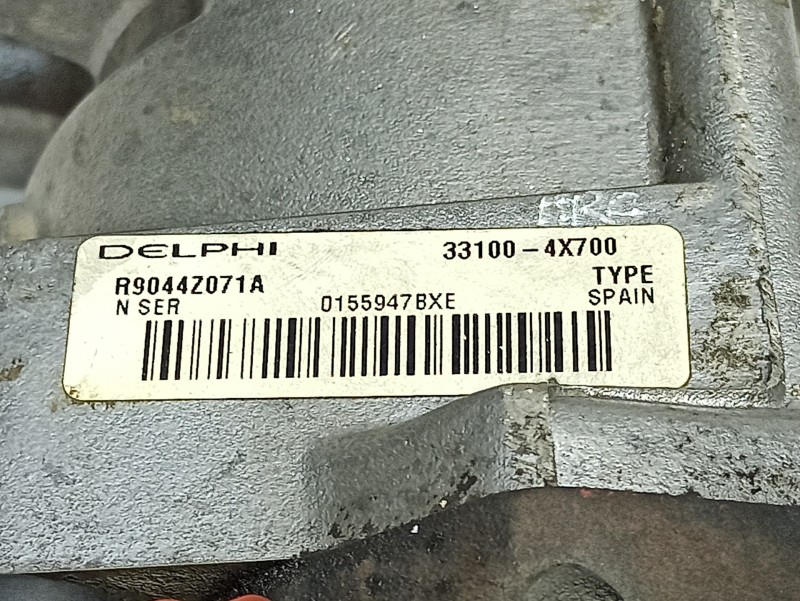 DELPHI 33100-4X700
R9044Z071A TYPE
N SER 0155947BXE SPAIN